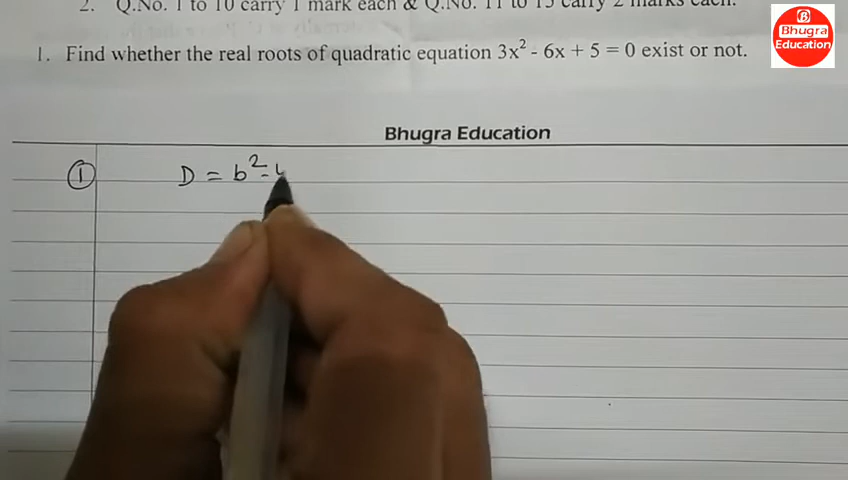 2. Q.No. 1 to 10 carry 1 mark each & Q.No. 11 to 15 carry 2 marks each.
Bhugra
Education
1. Find whether the real roots of quadratic equation 3x² - 6x + 5 = 0 exist or not.
Bhugra Education
① D = b² -